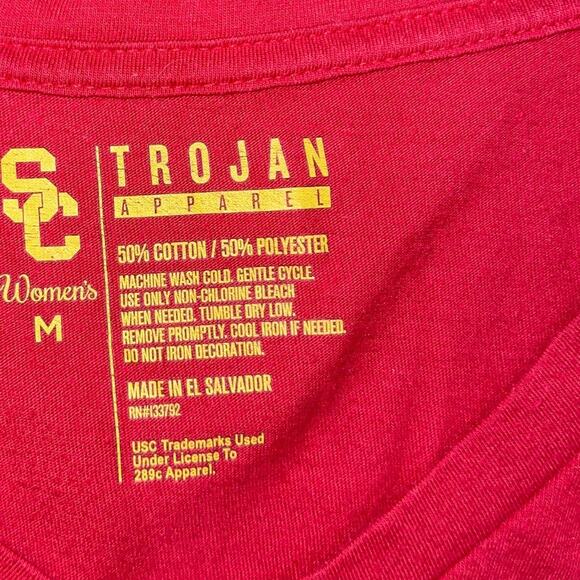 SC
Women's
M
TROJAN
APPAREL
50% COTTON / 50% POLYESTER
MACHINE WASH COLD. GENTLE CYCLE.
USE ONLY NON-CHLORINE BLEACH
WHEN NEEDED. TUMBLE DRY LOW.
REMOVE PROMPTLY. COOL IRON IF NEEDED.
DO NOT IRON DECORATION.
MADE IN EL SALVADOR
RN#133792
USC Trademarks Used
Under License To
289c Apparel.